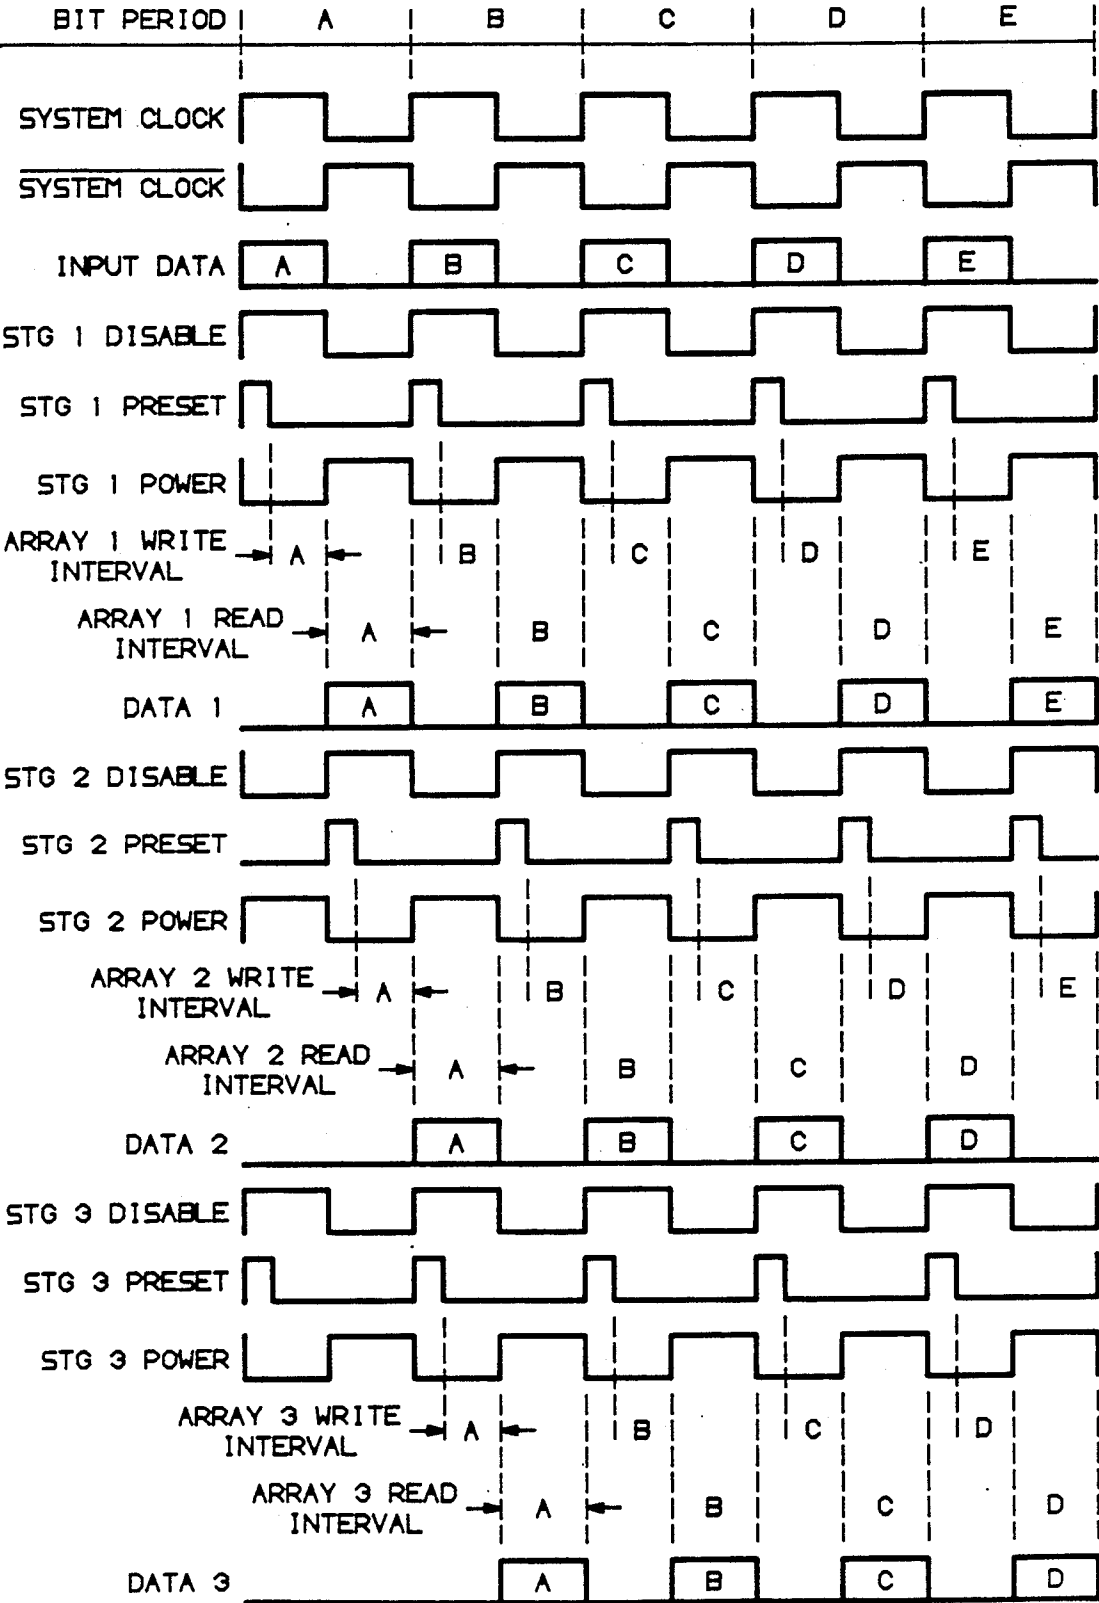 BIT PERIOD A B C D E
SYSTEM CLOCK
SYSTEM CLOCK
INPUT DATA A B C D E
STG 1 DISABLE
STG 1 PRESET
STG 1 POWER
ARRAY 1 WRITE
INTERVAL
A B C D E
ARRAY 1 READ
INTERVAL
A B C D E
DATA 1 A B C D E
STG 2 DISABLE
STG 2 PRESET
STG 2 POWER
ARRAY 2 WRITE
INTERVAL
A B C D E
ARRAY 2 READ
INTERVAL
A B C D
DATA 2 A B C D
STG 3 DISABLE
STG 3 PRESET
STG 3 POWER
ARRAY 3 WRITE
INTERVAL
A B C D
ARRAY 3 READ
INTERVAL
A B C D
DATA 3 A B C D